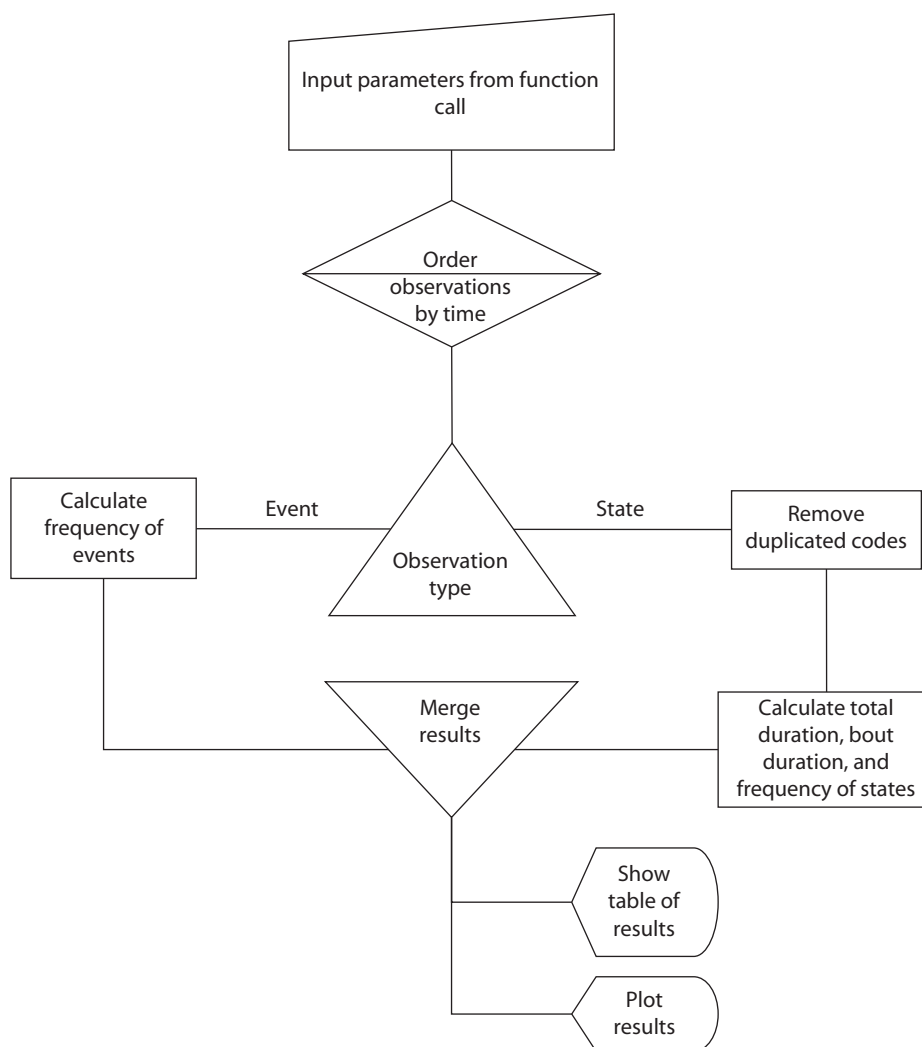 Input parameters from function
call
Order
observations
by time
Calculate
frequency of
events
Event
Observation
type
State
Remove
duplicated codes
Merge
results
Calculate total
duration, bout
duration, and
frequency of states
Show
table of
results
Plot
results